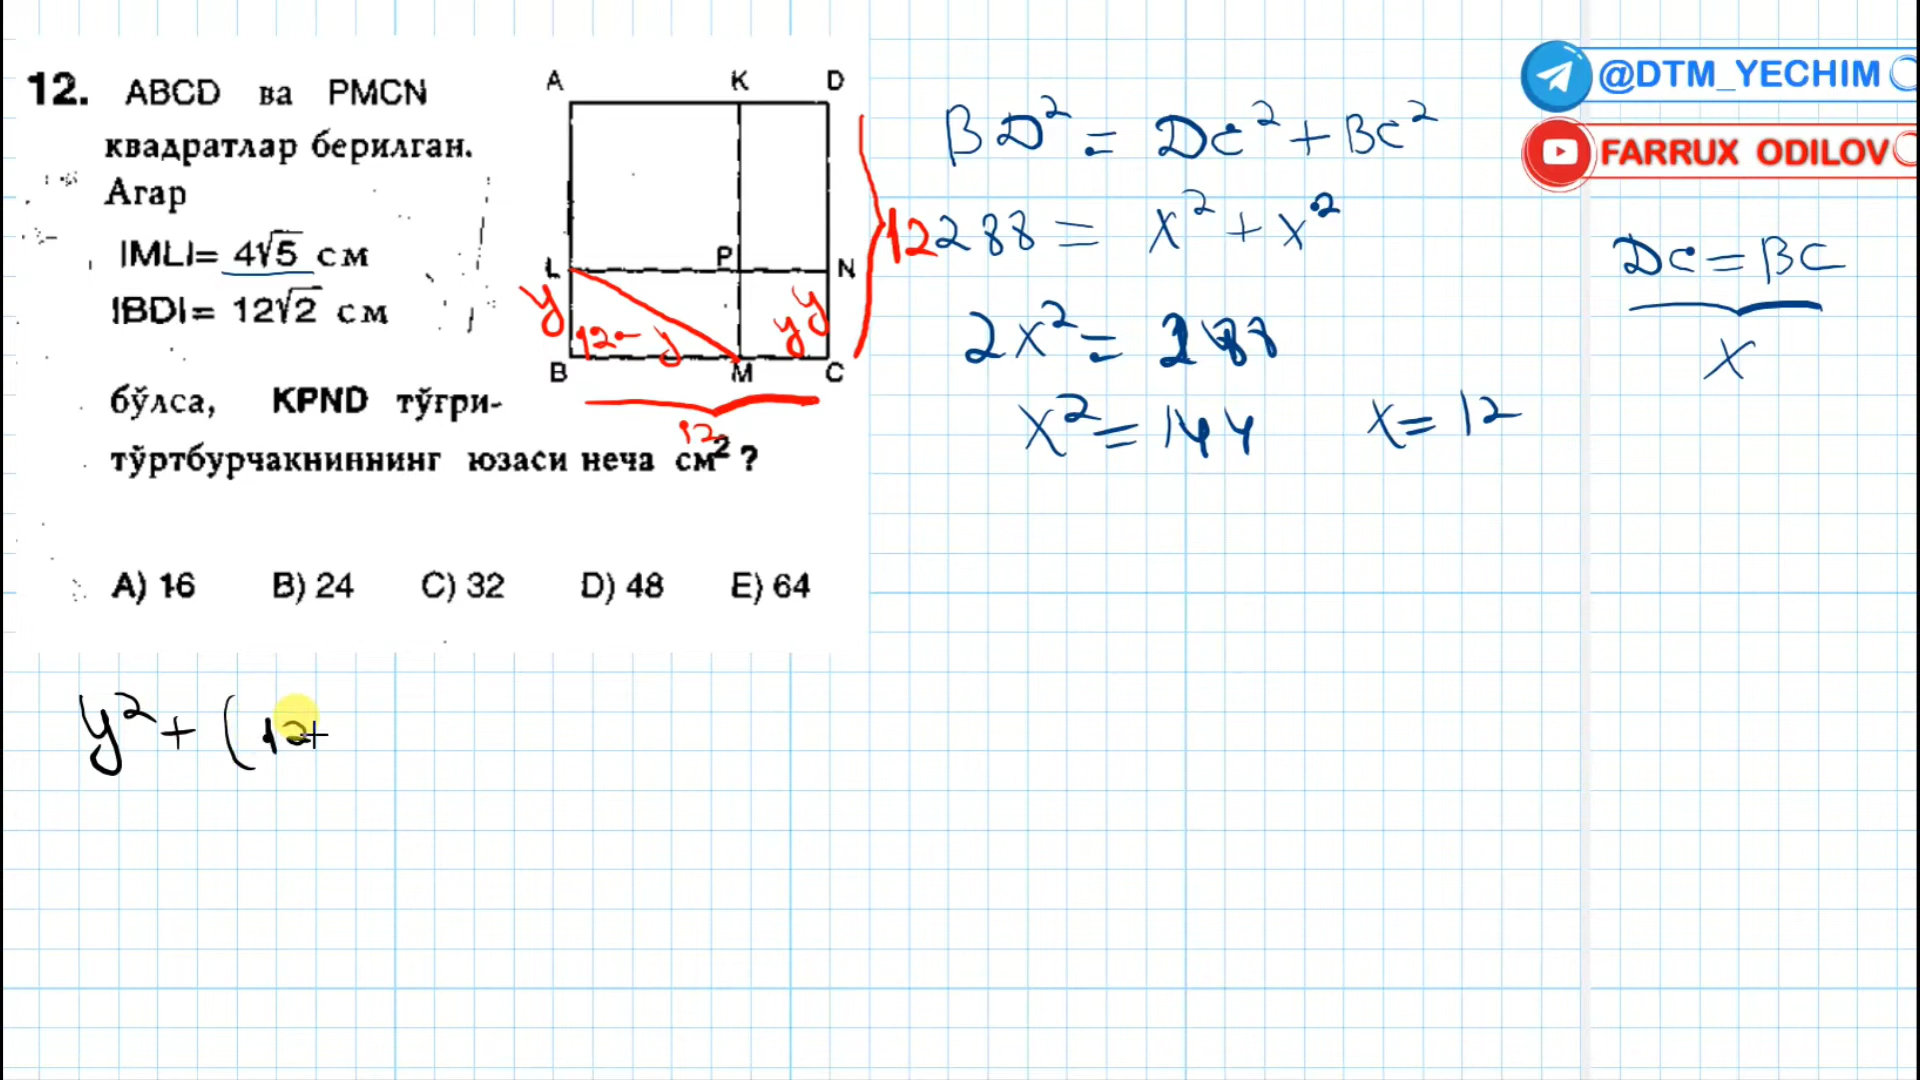 12. ABCD ва PMCN
квадратлар берилган.
Агар
|ML|= 4√5 см
|BD|= 12√2 см
бўлса, KPND тўгри-
тўртбурчакниннинг юзаси неча см² ?
A) 16 B) 24 C) 32 D) 48 E) 64
A K D
L P N
B M C
y 12-y y y
12
12
BD² = DC² + BC²
288 = x² + x²
2x² = 288
x² = 144 x = 12
DC = BC
x
y² + (12
@DTM_YECHIM
FARRUX ODILOV